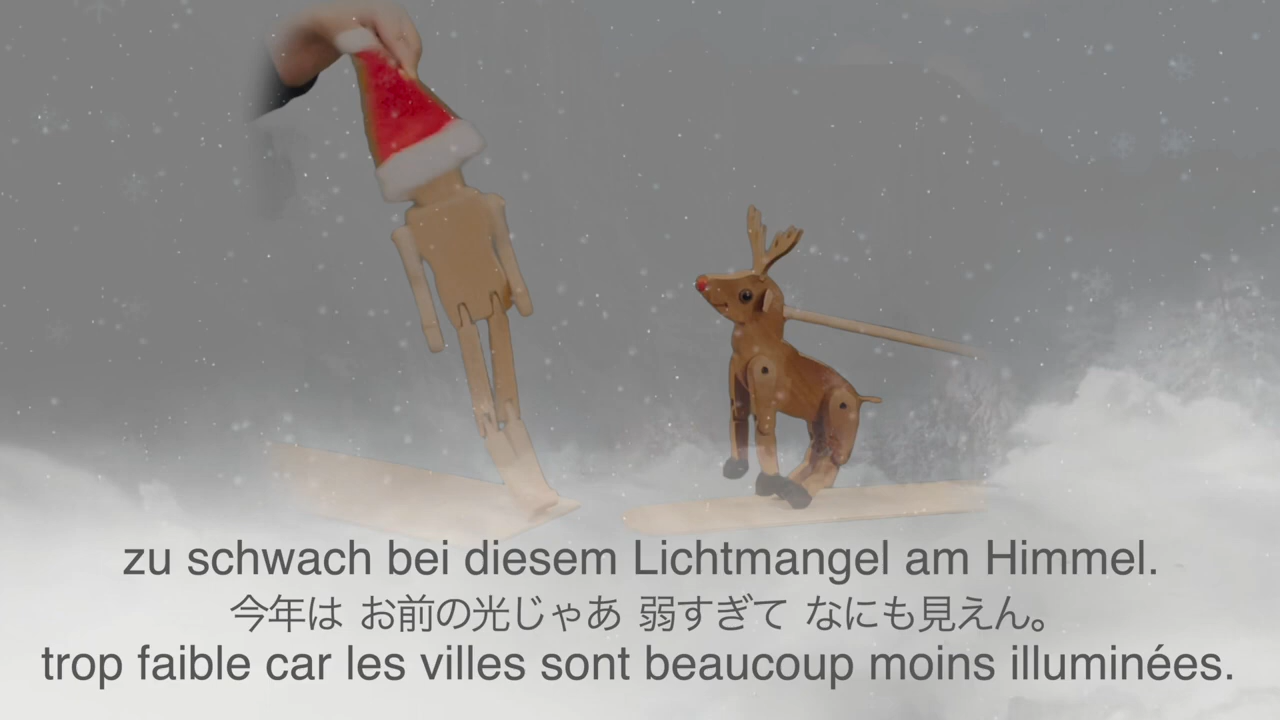 zu schwach bei diesem Lichtmangel am Himmel.
今年は お前の光じゃあ 弱すぎて なにも見えん。
trop faible car les villes sont beaucoup moins illuminées.